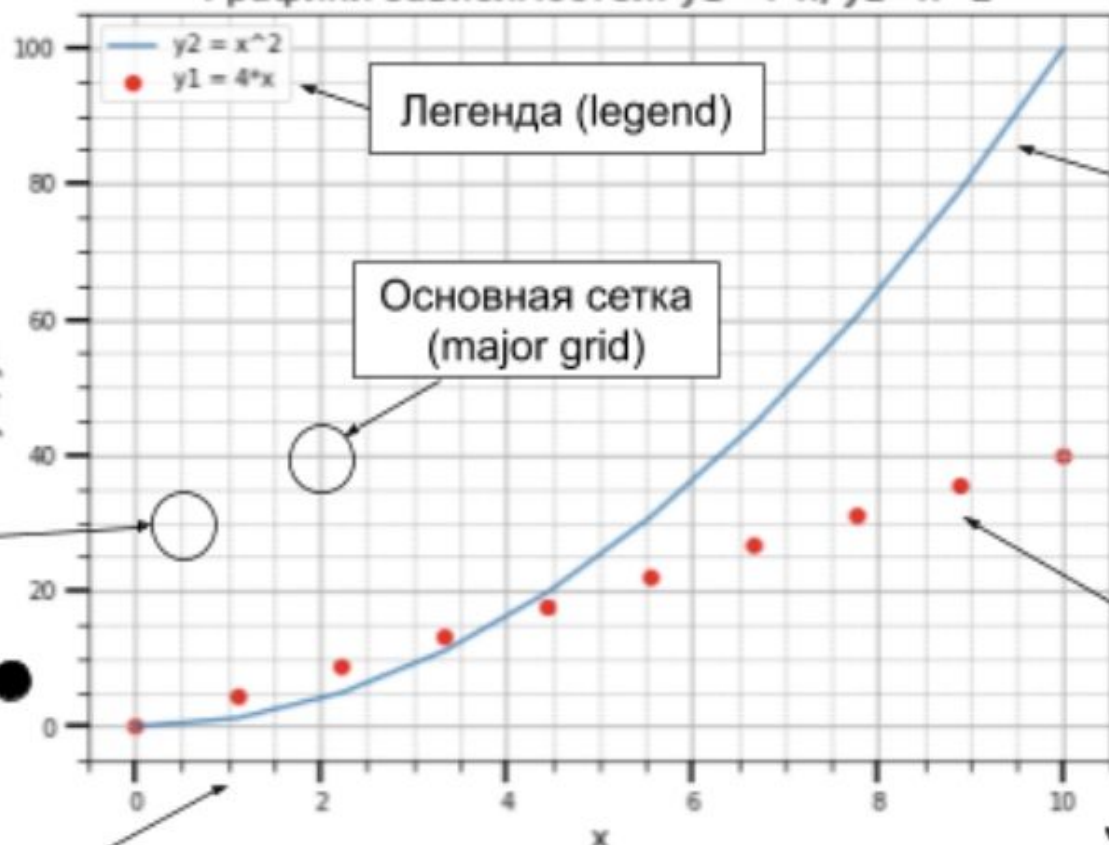 y2 = x^2
y1 = 4*x
Легенда (legend)
Основная сетка
(major grid)
100
80
60
40
20
0
0 2 4 6 8 10
x